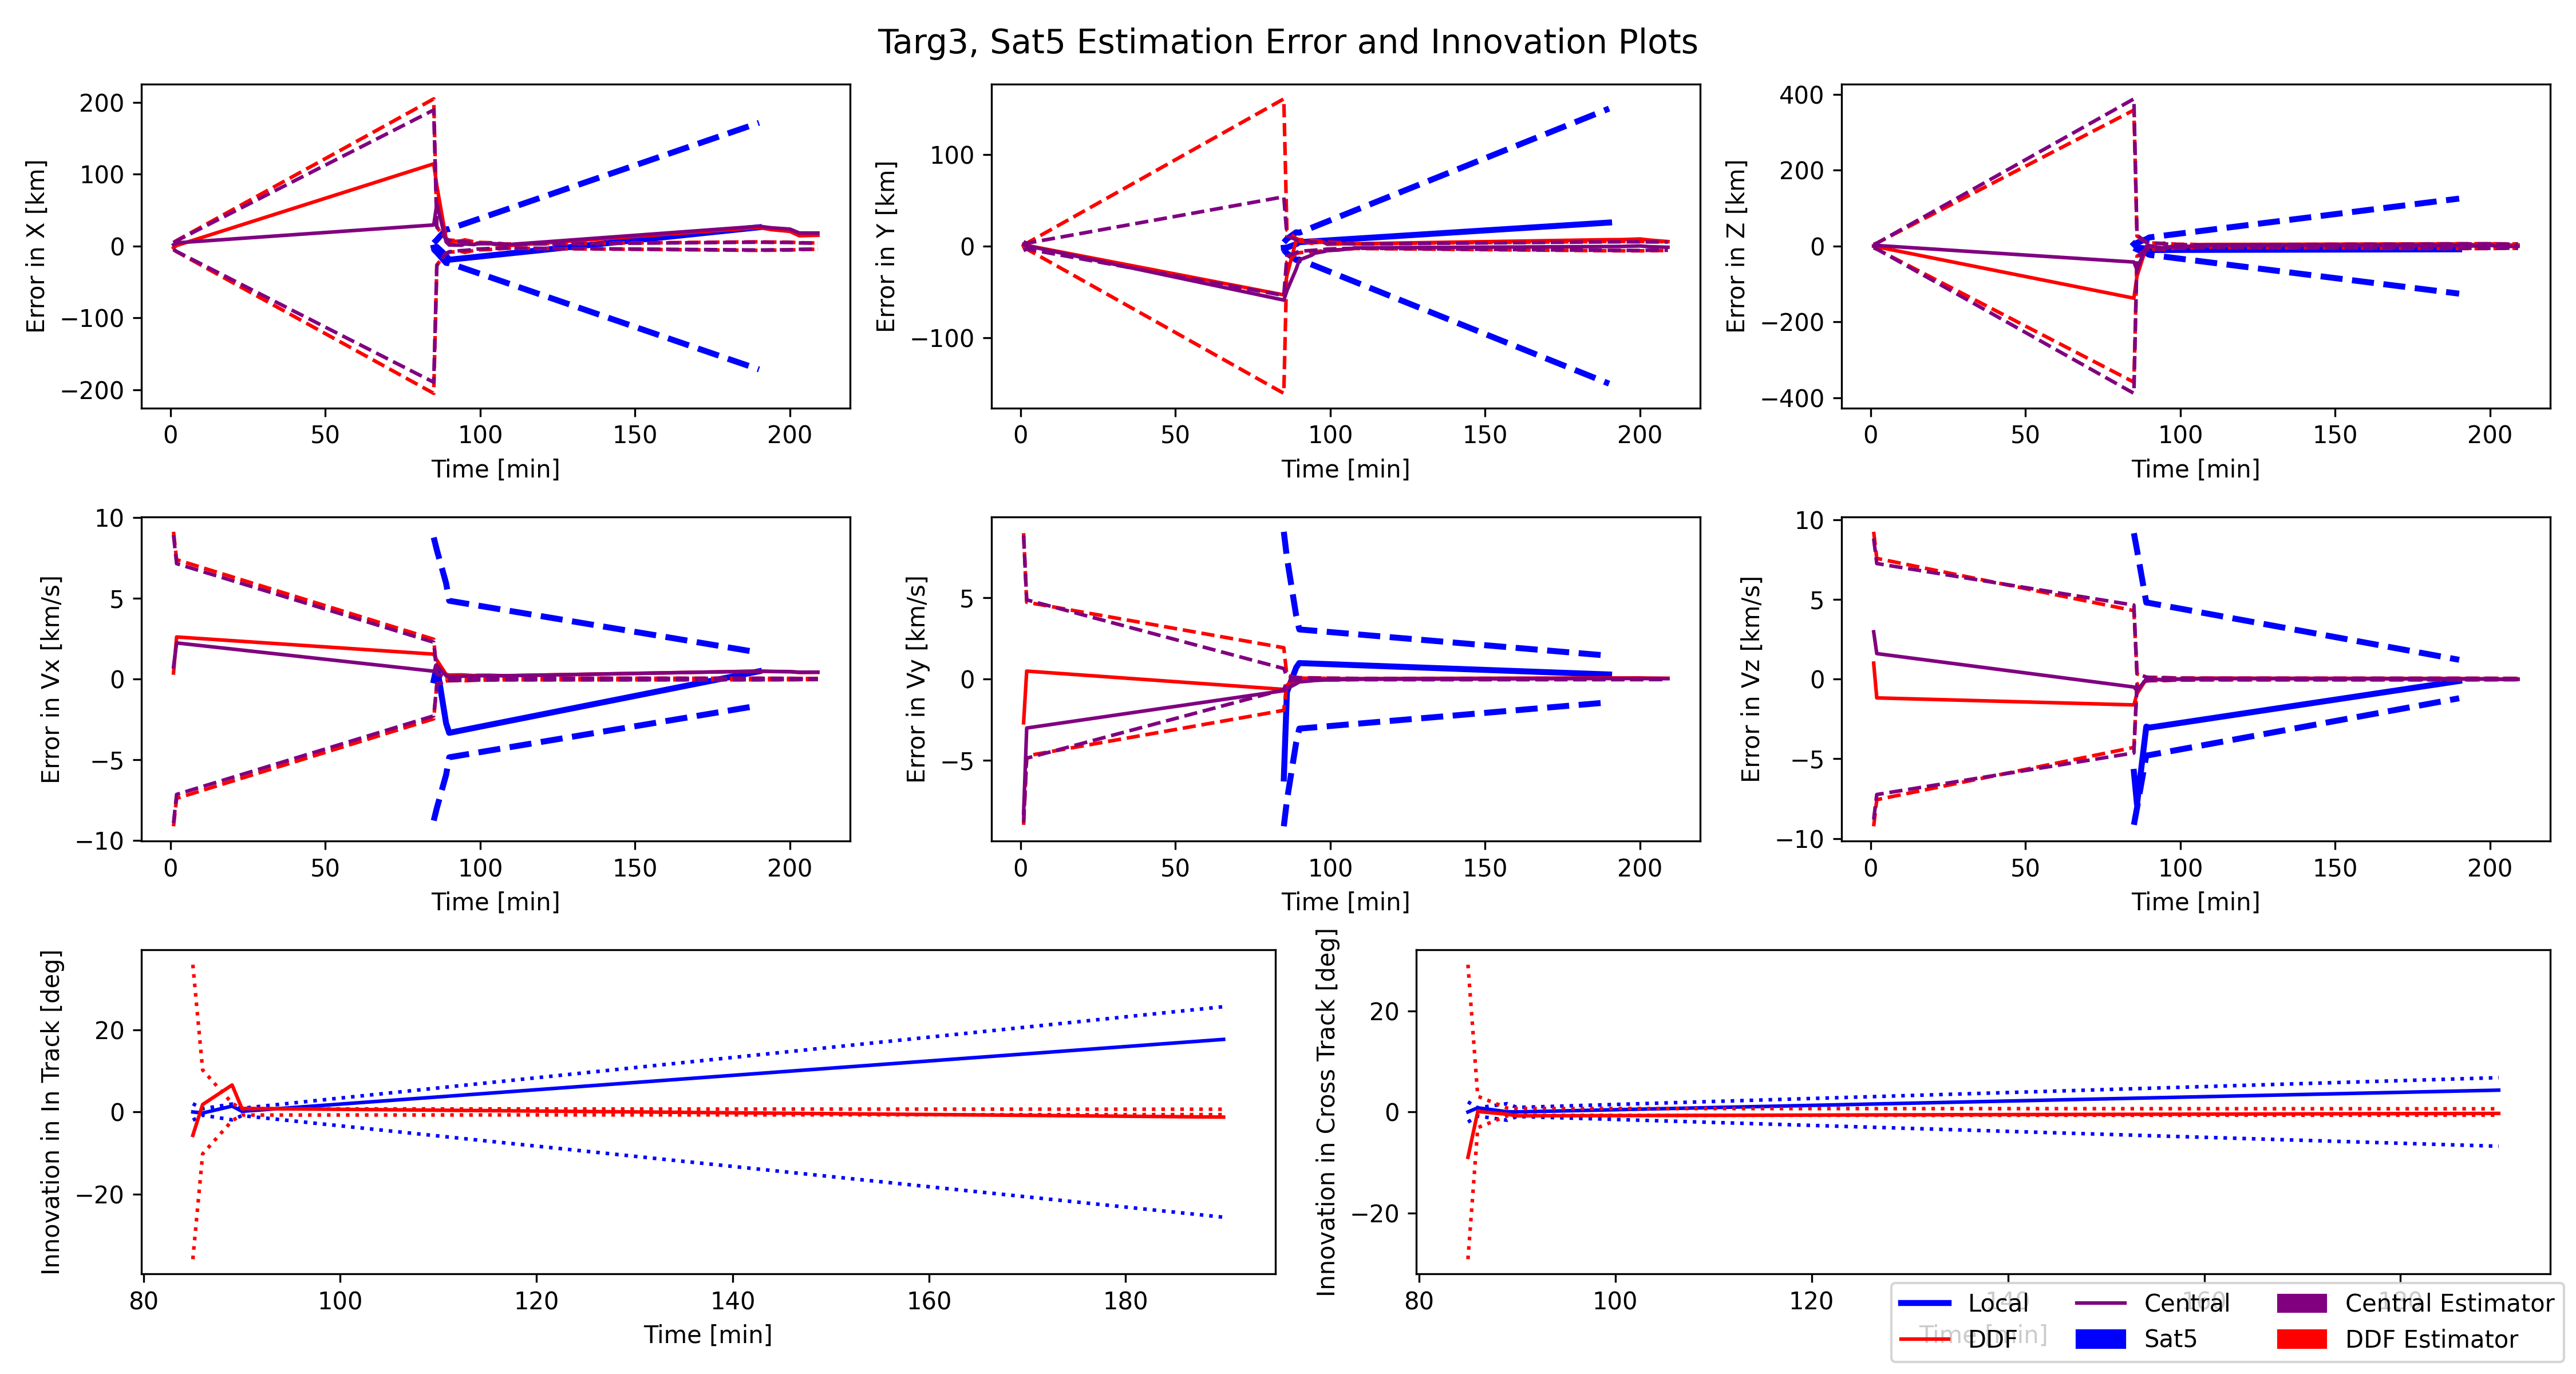 Targ3, Sat5 Estimation Error and Innovation Plots
Error in X [km]
200
100
0
−100
−200
0 50 100 150 200
Time [min]
Error in Y [km]
100
0
−100
0 50 100 150 200
Time [min]
Error in Z [km]
400
200
0
−200
−400
0 50 100 150 200
Time [min]
Error in Vx [km/s]
10
5
0
−5
−10
0 50 100 150 200
Time [min]
Error in Vy [km/s]
5
0
−5
0 50 100 150 200
Time [min]
Error in Vz [km/s]
10
5
0
−5
−10
0 50 100 150 200
Time [min]
Innovation in In Track [deg]
20
0
−20
80 100 120 140 160 180
Time [min]
Innovation in Cross Track [deg]
20
0
−20
80 100 120 140 160 180
Time [min]
Local
DDF
Central
Sat5
Central Estimator
DDF Estimator